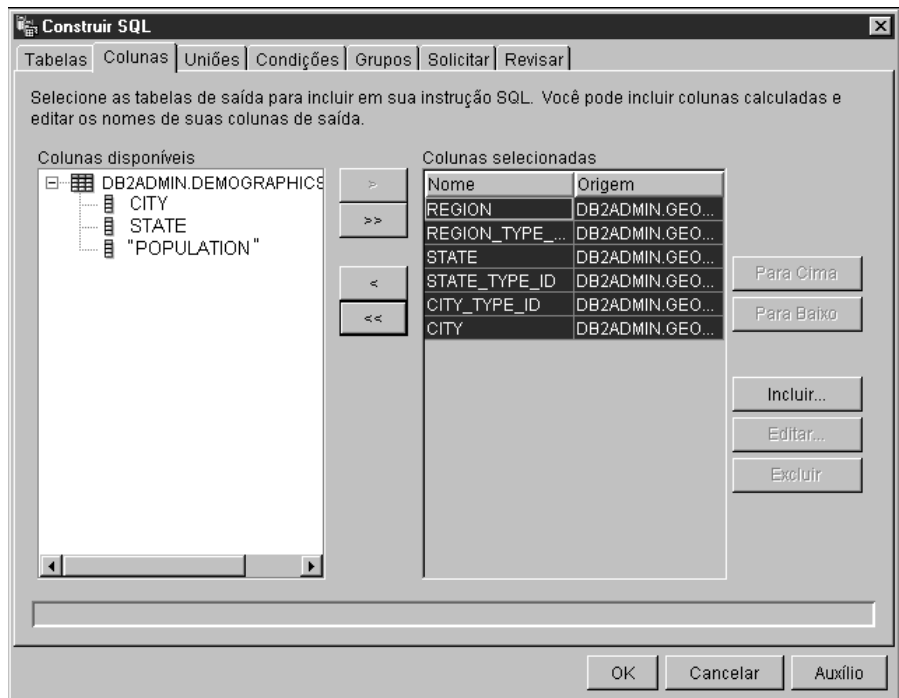 Construir SQL
Tabelas Colunas Uniões Condições Grupos Solicitar Revisar
Selecione as tabelas de saída para incluir em sua instrução SQL. Você pode incluir colunas calculadas e
editar os nomes de suas colunas de saída.
Colunas disponíveis
DB2ADMIN.DEMOGRAPHICS
CITY
STATE
"POPULATION"
>
>>
<
<<
Colunas selecionadas
Nome Origem
REGION DB2ADMIN.GEO...
REGION_TYPE_... DB2ADMIN.GEO...
STATE DB2ADMIN.GEO...
STATE_TYPE_ID DB2ADMIN.GEO...
CITY_TYPE_ID DB2ADMIN.GEO...
CITY DB2ADMIN.GEO...
Para Cima
Para Baixo
Incluir...
Editar...
Excluir
OK Cancelar Auxílio